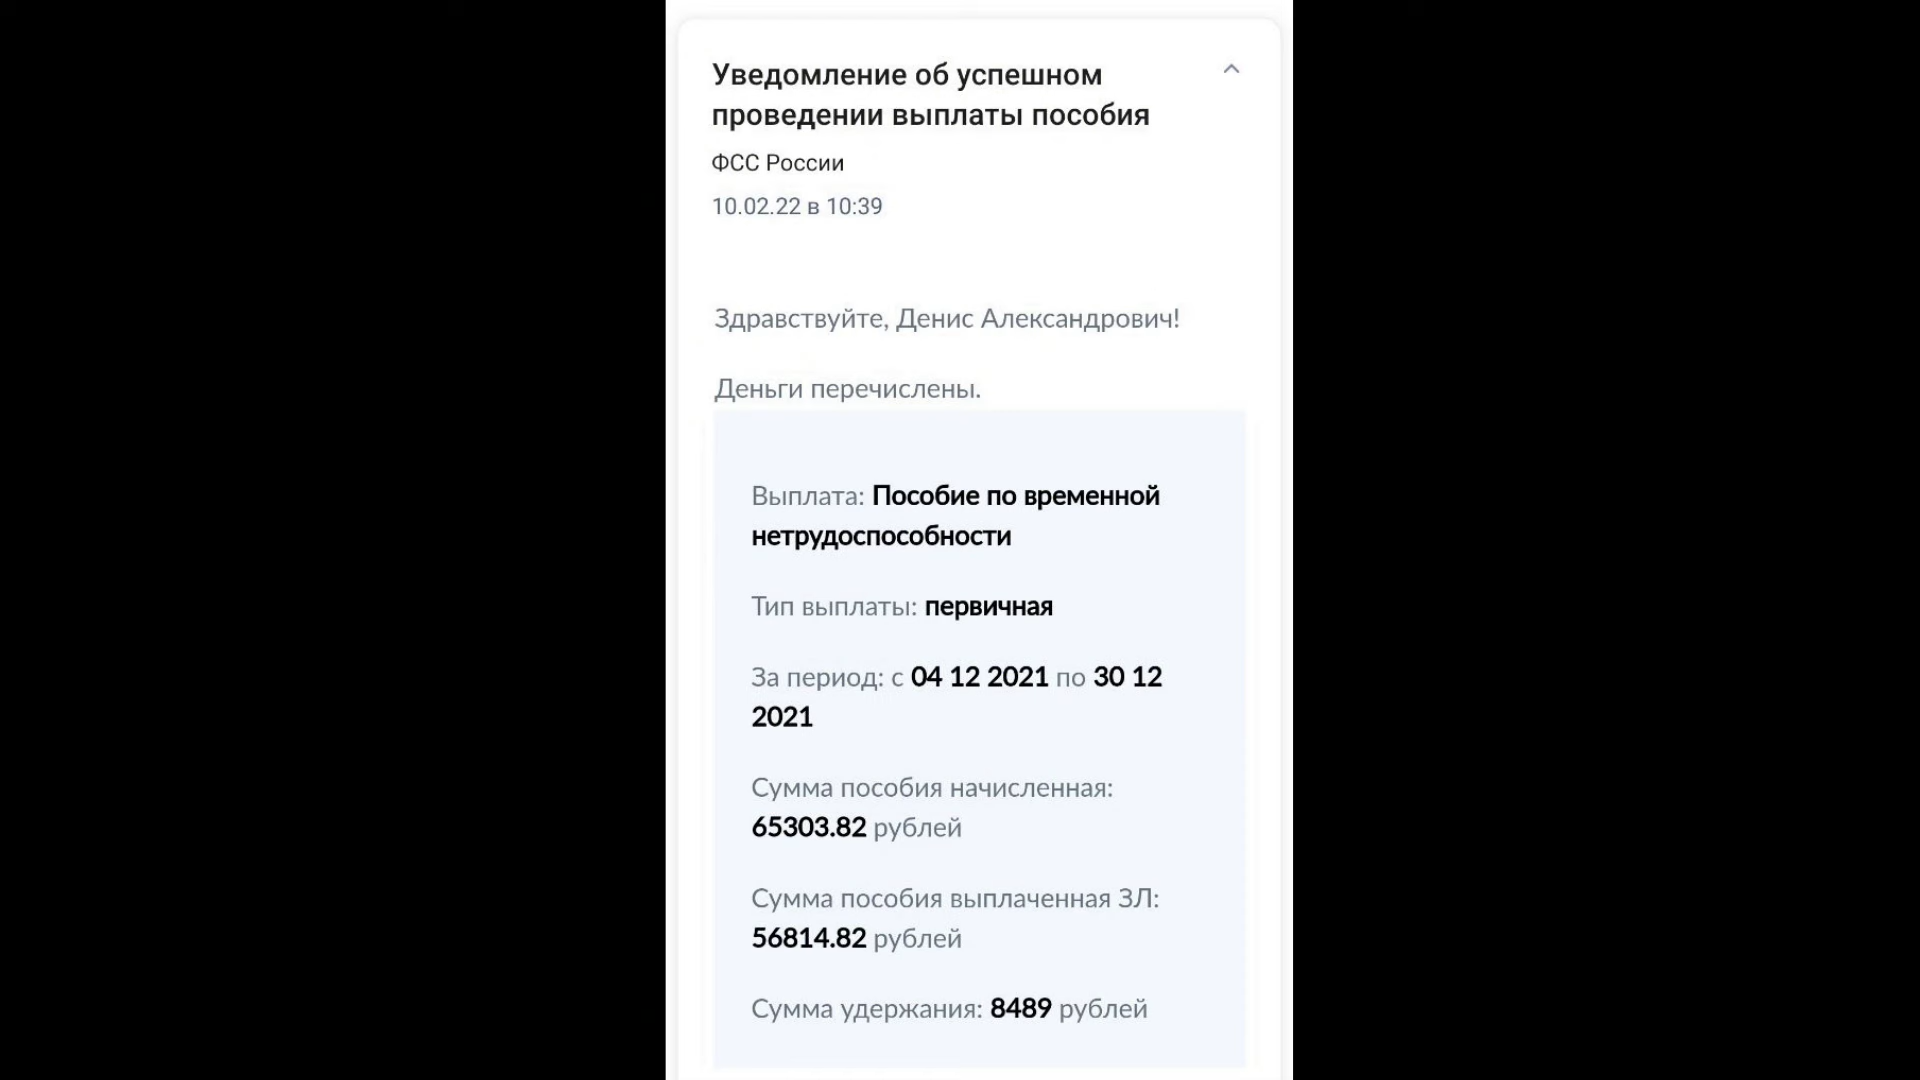 Уведомление об успешном
проведении выплаты пособия
ФСС России
10.02.22 в 10:39
Здравствуйте, Денис Александрович!
Деньги перечислены.
Выплата: Пособие по временной
нетрудоспособности
Тип выплаты: первичная
За период: с 04 12 2021 по 30 12
2021
Сумма пособия начисленная:
65303.82 рублей
Сумма пособия выплаченная ЗЛ:
56814.82 рублей
Сумма удержания: 8489 рублей